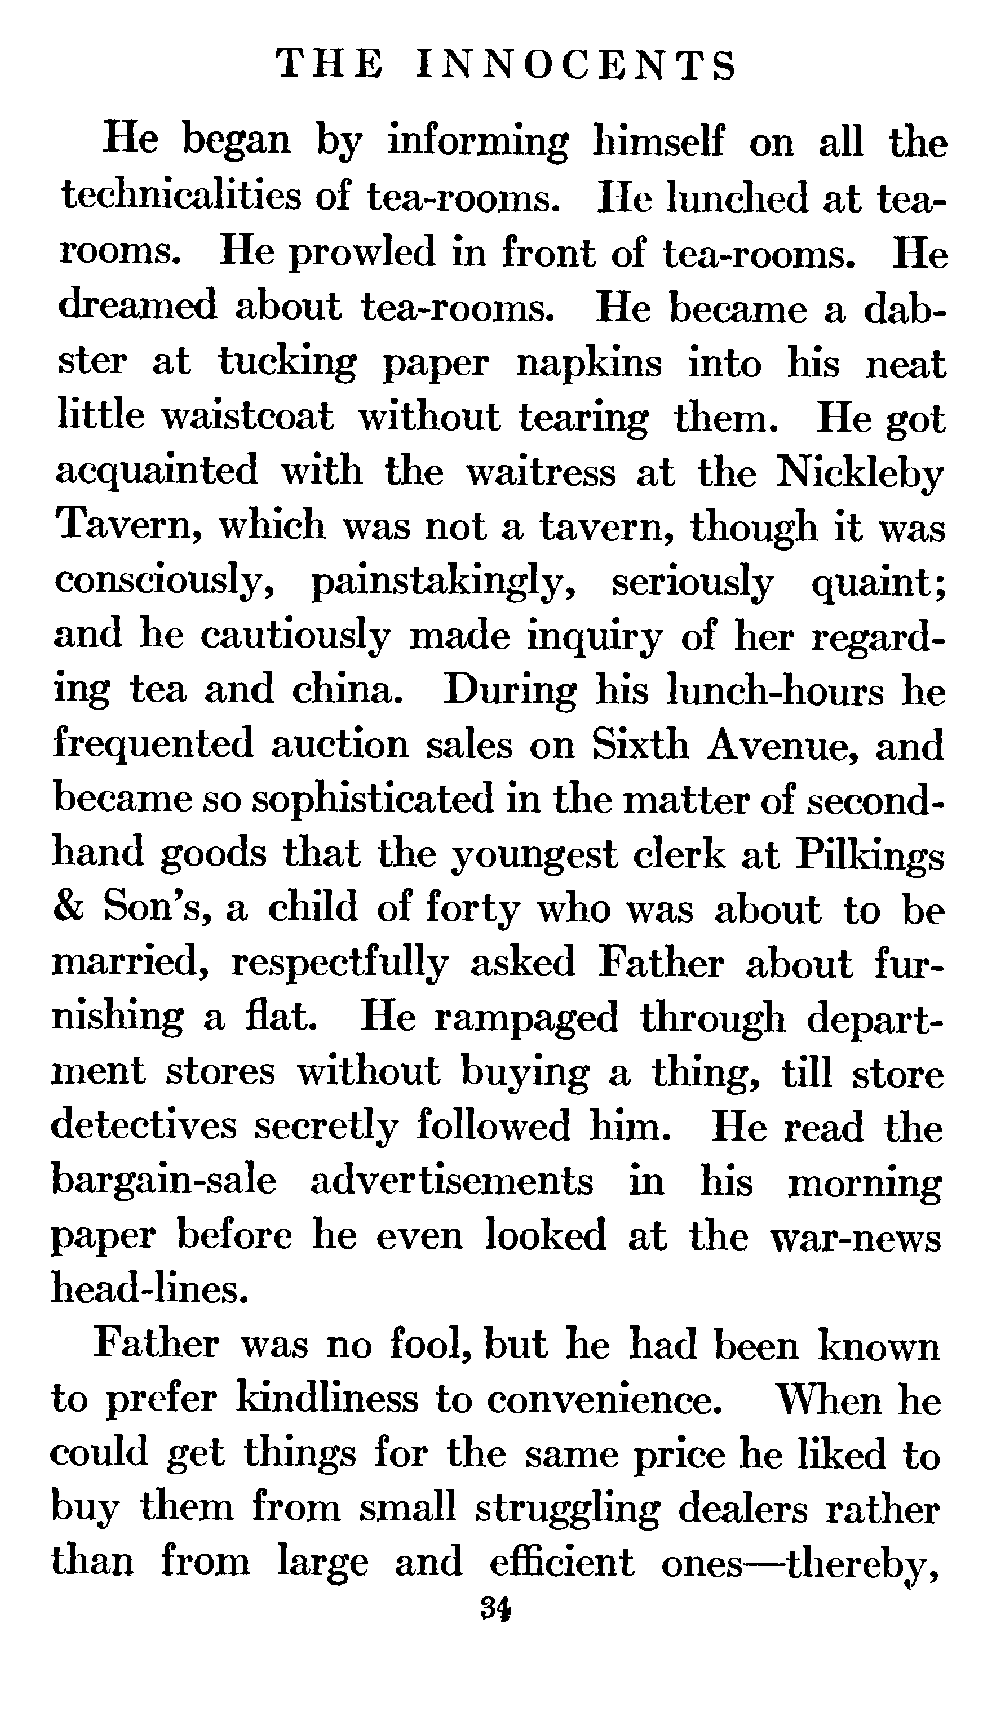 THE INNOCENTS
He began by informing himself on all the
technicalities of tea-rooms. He lunched at tea-
rooms. He prowled in front of tea-rooms. He
dreamed about tea-rooms. He became a dab-
ster at tucking paper napkins into his neat
little waistcoat without tearing them. He got
acquainted with the waitress at the Nickleby
Tavern, which was not a tavern, though it was
consciously, painstakingly, seriously quaint;
and he cautiously made inquiry of her regard-
ing tea and china. During his lunch-hours he
frequented auction sales on Sixth Avenue, and
became so sophisticated in the matter of second-
hand goods that the youngest clerk at Pilkings
& Son's, a child of forty who was about to be
married, respectfully asked Father about fur-
nishing a flat. He rampaged through depart-
ment stores without buying a thing, till store
detectives secretly followed him. He read the
bargain-sale advertisements in his morning
paper before he even looked at the war-news
head-lines.
Father was no fool, but he had been known
to prefer kindliness to convenience. When he
could get things for the same price he liked to
buy them from small struggling dealers rather
than from large and efficient ones—thereby,
34